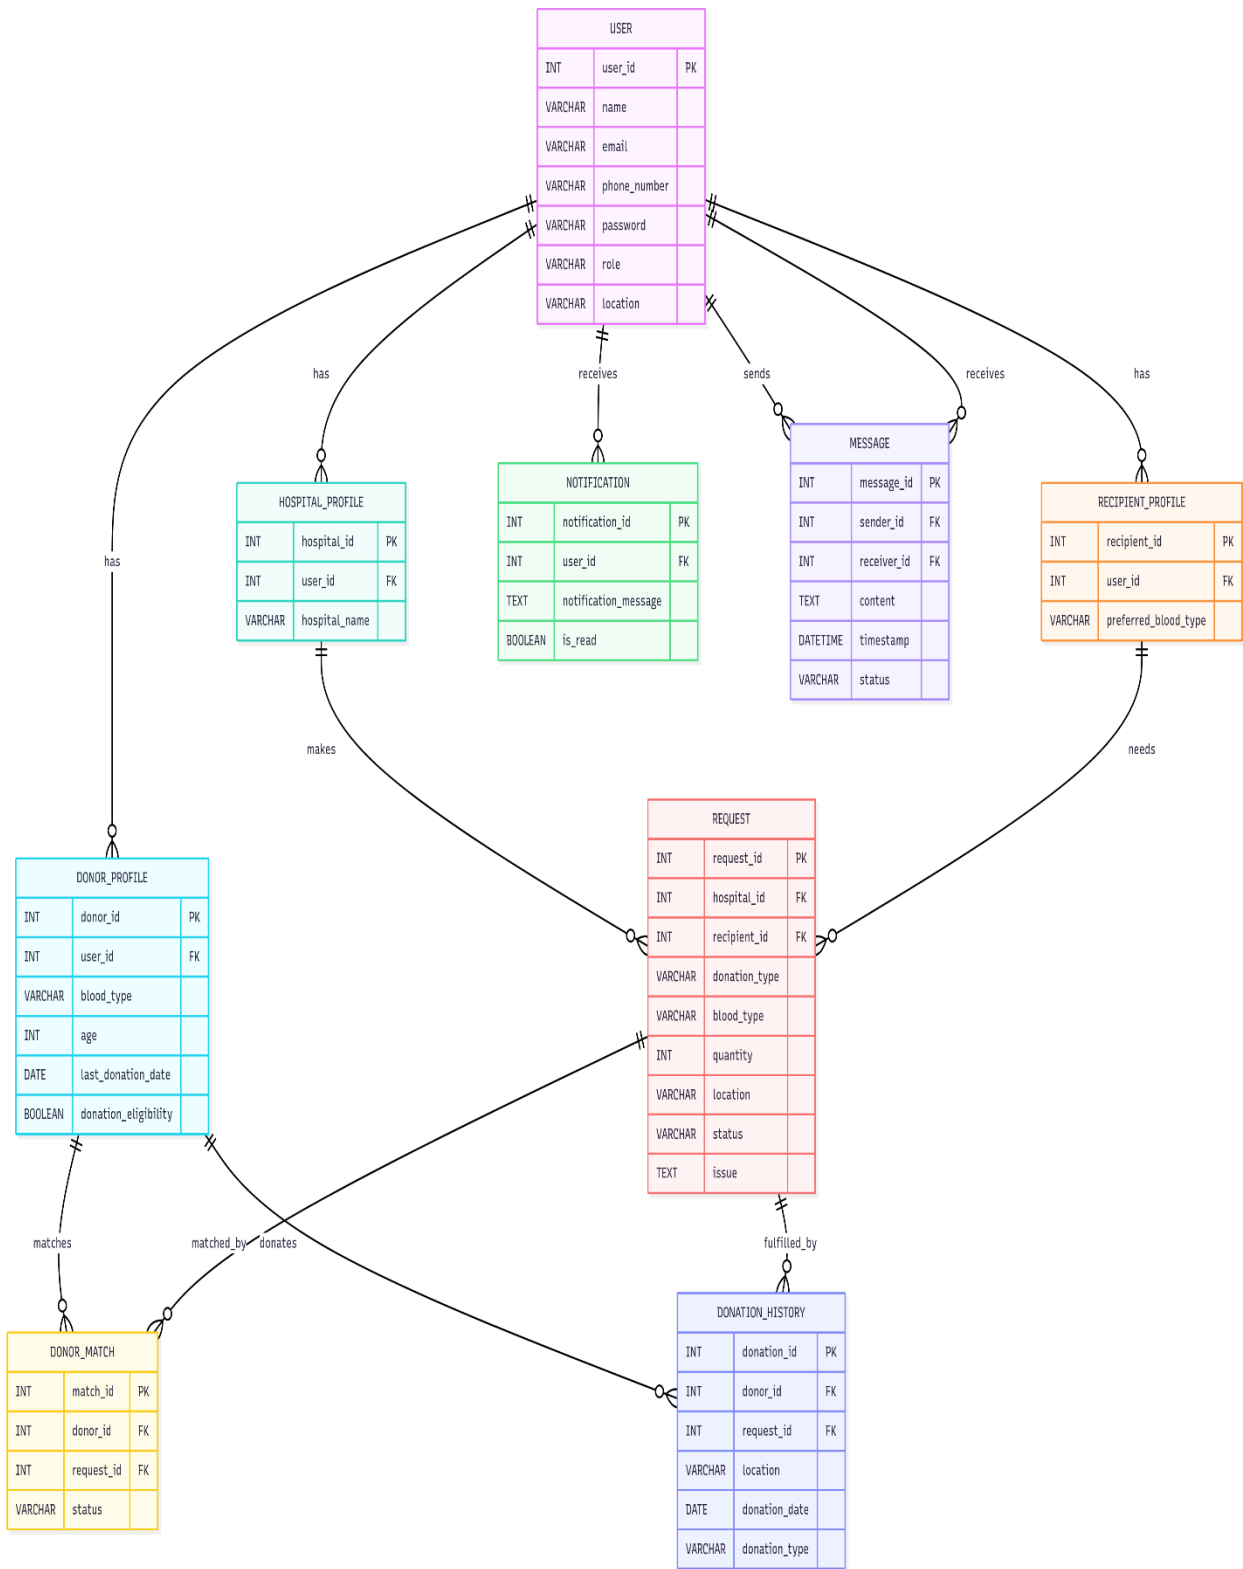 USER
INT user_id PK
VARCHAR name
VARCHAR email
VARCHAR phone_number
VARCHAR password
VARCHAR role
VARCHAR location
has
receives
sends
receives
has
has
HOSPITAL_PROFILE
INT hospital_id PK
INT user_id FK
VARCHAR hospital_name
NOTIFICATION
INT notification_id PK
INT user_id FK
TEXT notification_message
BOOLEAN is_read
MESSAGE
INT message_id PK
INT sender_id FK
INT receiver_id FK
TEXT content
DATETIME timestamp
VARCHAR status
RECIPIENT_PROFILE
INT recipient_id PK
INT user_id FK
VARCHAR preferred_blood_type
makes
needs
REQUEST
INT request_id PK
INT hospital_id FK
INT recipient_id FK
VARCHAR donation_type
VARCHAR blood_type
INT quantity
VARCHAR location
VARCHAR status
TEXT issue
DONOR_PROFILE
INT donor_id PK
INT user_id FK
VARCHAR blood_type
INT age
DATE last_donation_date
BOOLEAN donation_eligibility
matches
matched_by
donates
fulfilled_by
DONOR_MATCH
INT match_id PK
INT donor_id FK
INT request_id FK
VARCHAR status
DONATION_HISTORY
INT donation_id PK
INT donor_id FK
INT request_id FK
VARCHAR location
DATE donation_date
VARCHAR donation_type